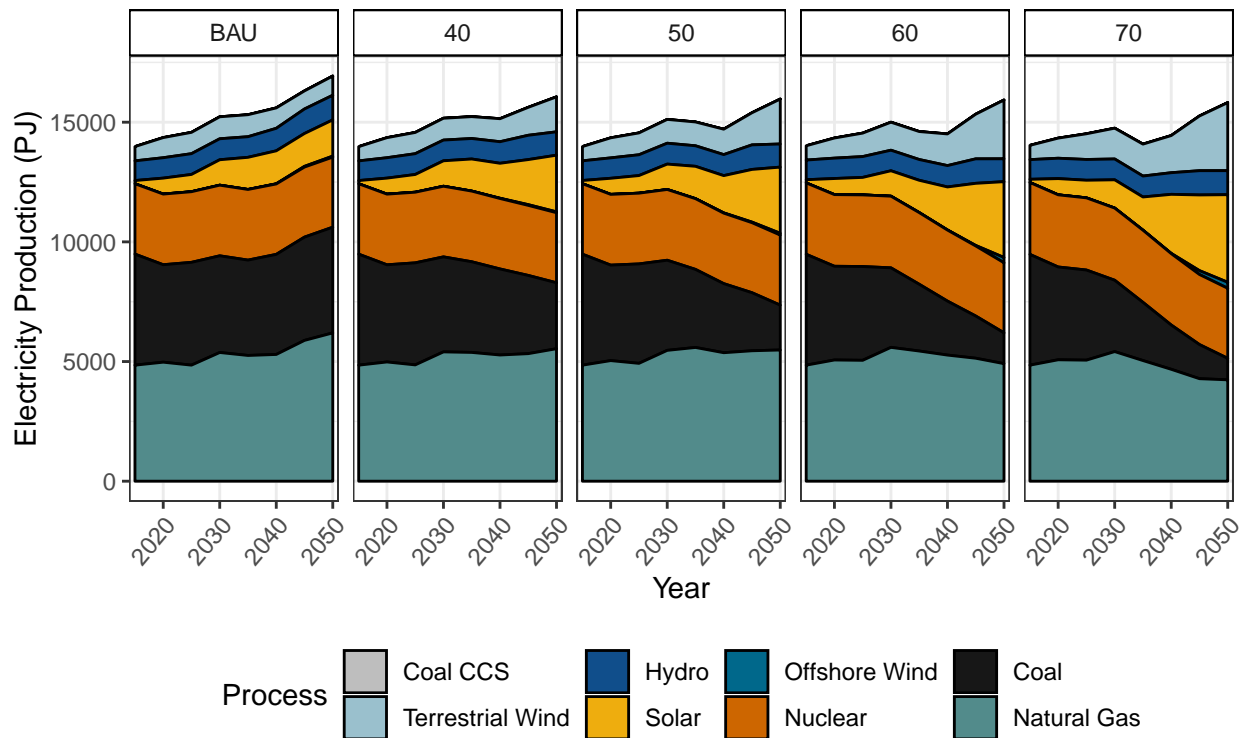 BAU 40 50 60 70
Electricity Production (PJ)
15000
10000
5000
0
2020 2030 2040 2050 2020 2030 2040 2050 2020 2030 2040 2050 2020 2030 2040 2050 2020 2030 2040 2050
Year
Process
Coal CCS Hydro Offshore Wind Coal
Terrestrial Wind Solar Nuclear Natural Gas